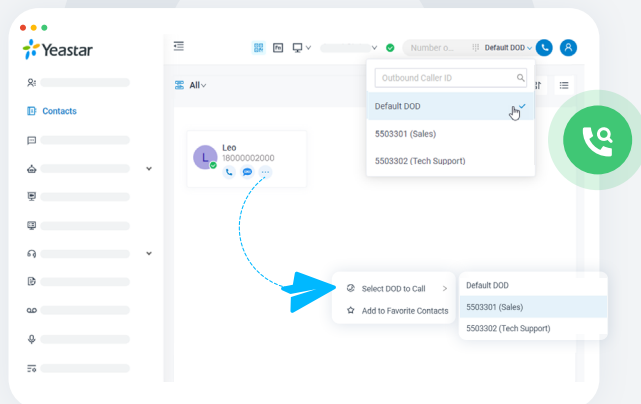 Yeastar
Fn
Number o...
Default DOD
Outbound Caller ID
Contacts
All
Default DOD
5503301 (Sales)
5503302 (Tech Support)
L
Leo
18000002000
Select DOD to Call
Add to Favorite Contacts
Default DOD
5503301 (Sales)
5503302 (Tech Support)